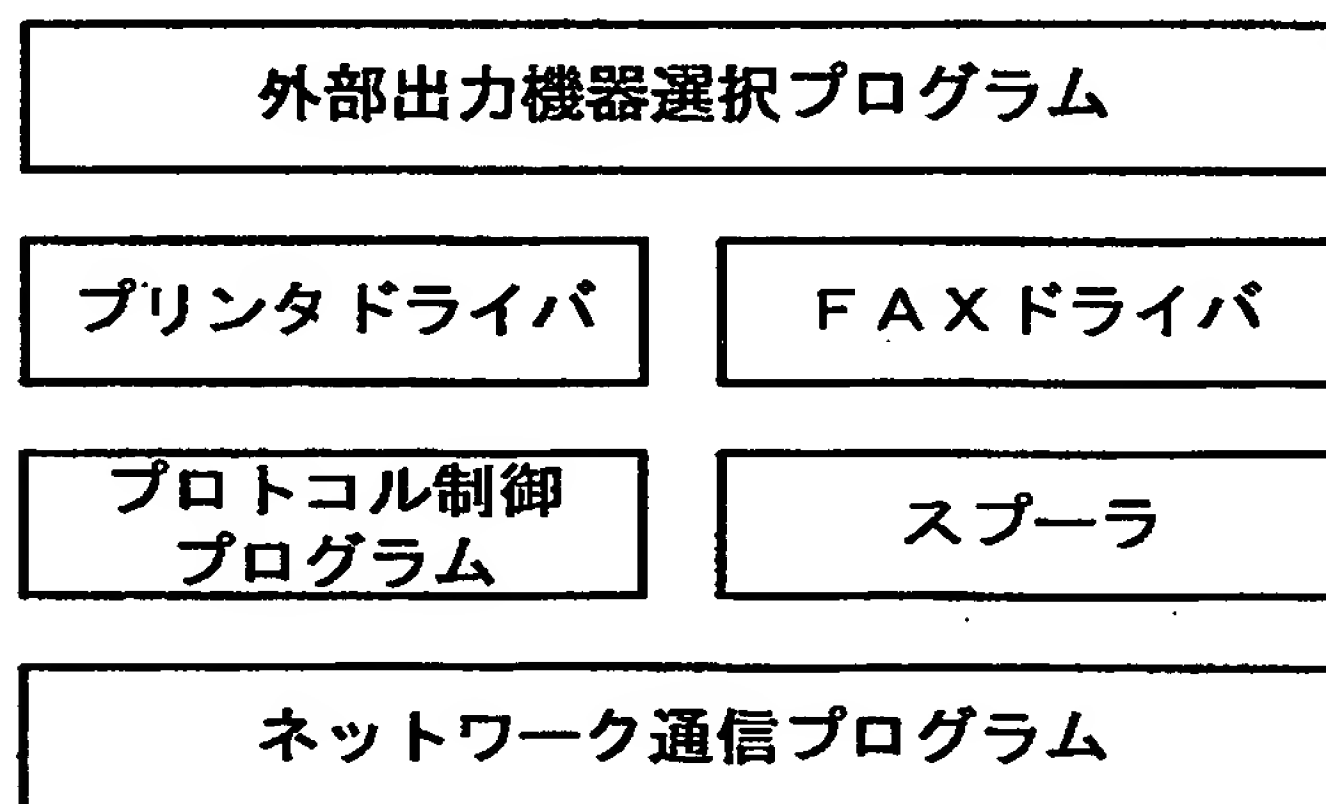 外部出力機器選択プログラム
プリンタドライバ
ＦＡＸドライバ
プロトコル制御
プログラム
スプーラ
ネットワーク通信プログラム